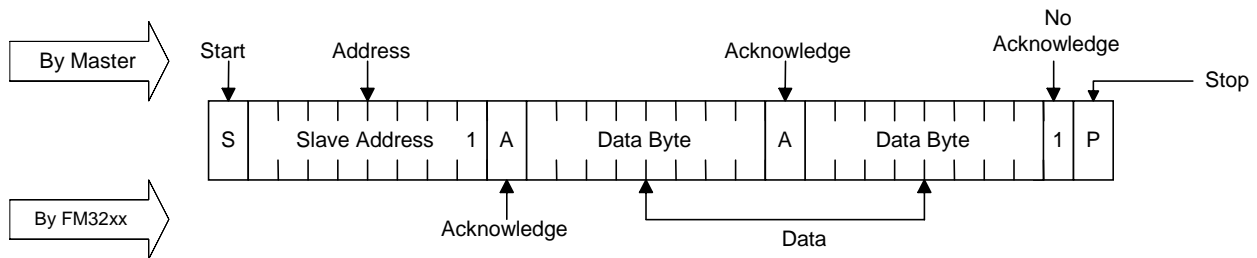 By Master
Start
Address
Acknowledge
No
Acknowledge
Stop
S Slave Address 1 A Data Byte A Data Byte 1 P
By FM32xx
Acknowledge
Data